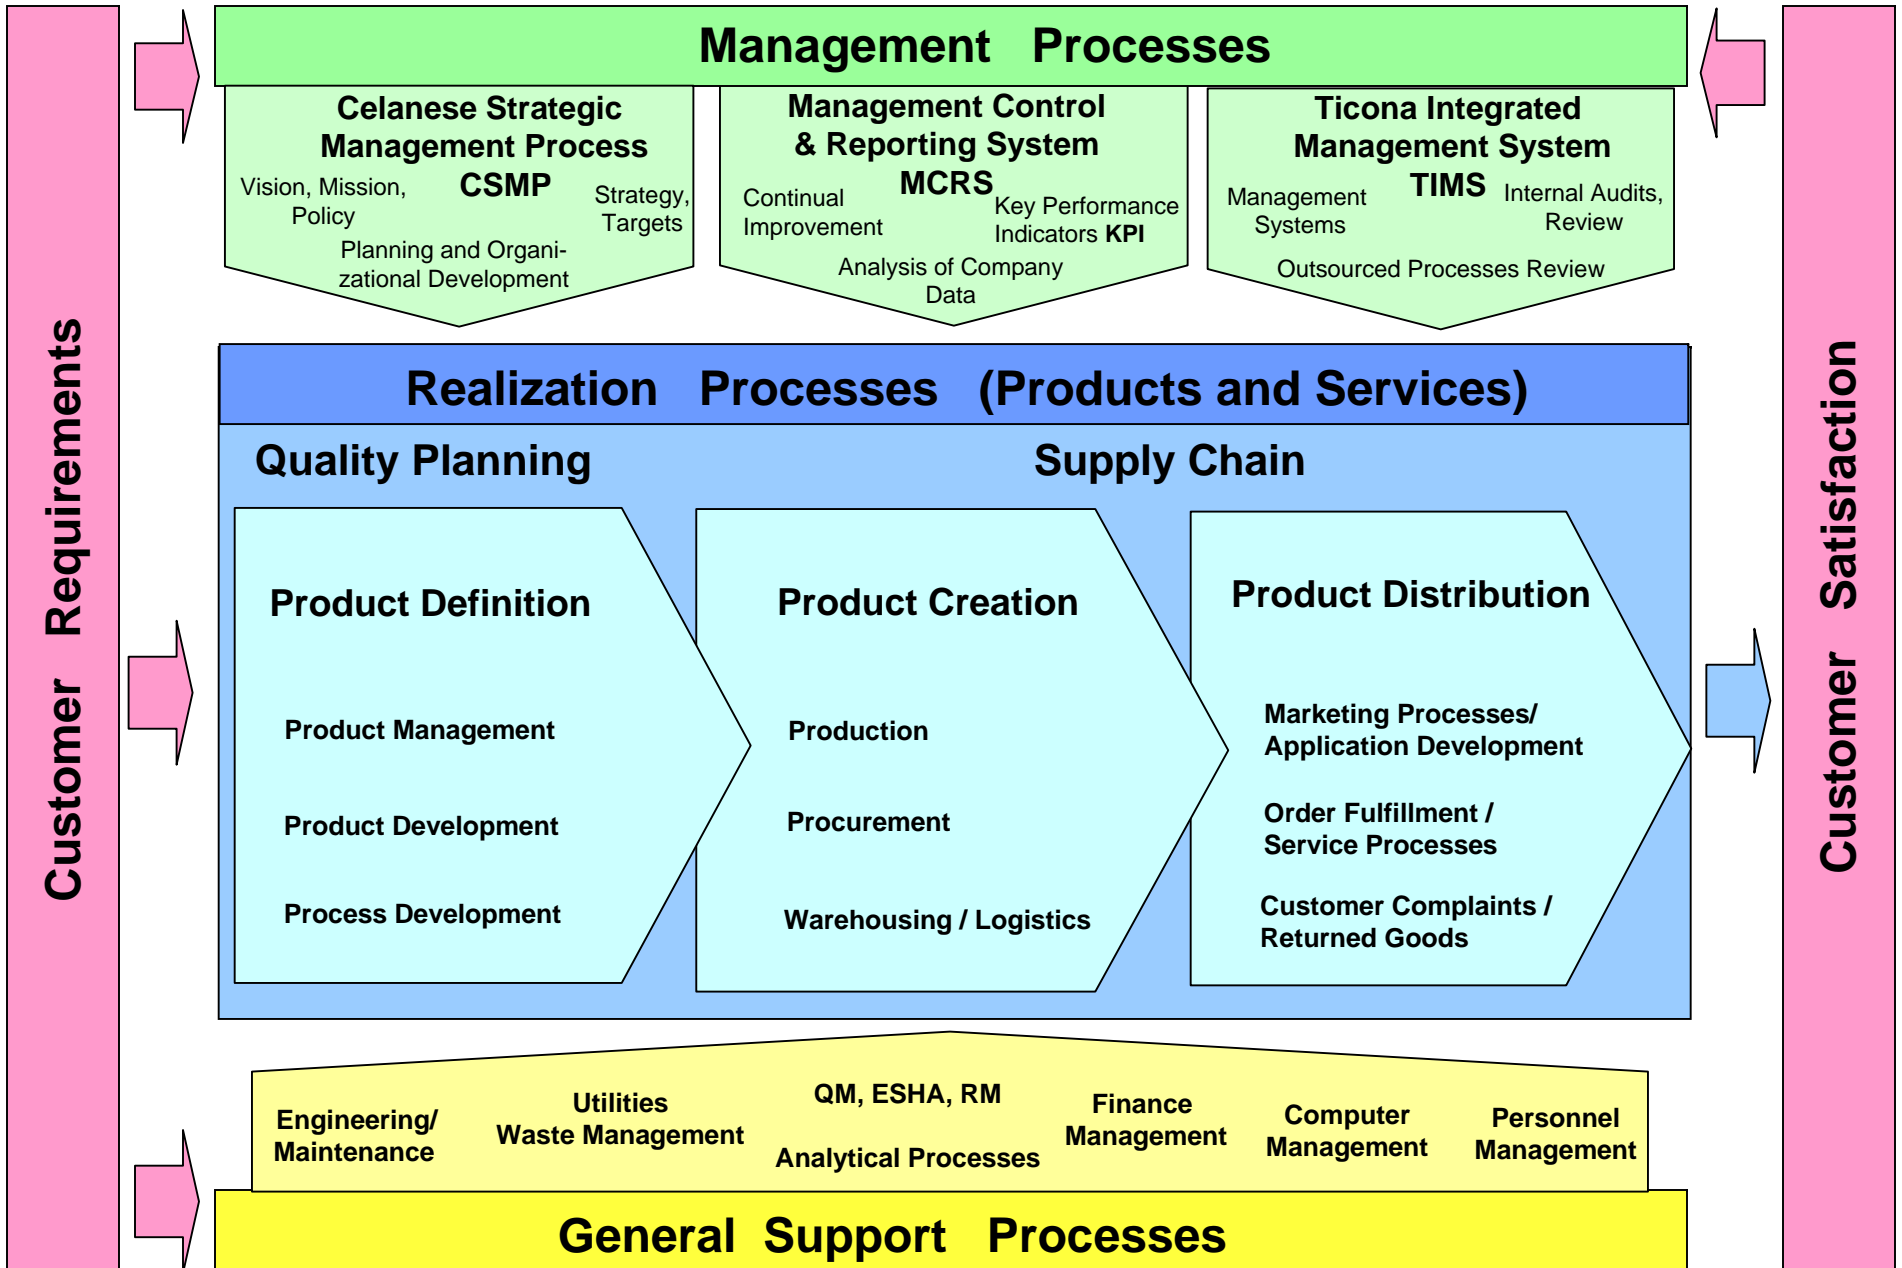 Management Processes
Celanese Strategic
Management Process
CSMP
Vision, Mission,
Policy
Strategy,
Targets
Planning and Organi-
zational Development
Management Control
& Reporting System
MCRS
Continual
Improvement
Key Performance
Indicators KPI
Analysis of Company
Data
Ticona Integrated
Management System
TIMS
Management
Systems
Internal Audits,
Review
Outsourced Processes Review
Customer Requirements
Realization Processes (Products and Services)
Quality Planning
Supply Chain
Product Definition
Product Management
Product Development
Process Development
Product Creation
Production
Procurement
Warehousing / Logistics
Product Distribution
Marketing Processes/
Application Development
Order Fulfillment /
Service Processes
Customer Complaints /
Returned Goods
Customer Satisfaction
Engineering/
Maintenance
Utilities
Waste Management
QM, ESHA, RM
Analytical Processes
Finance
Management
Computer
Management
Personnel
Management
General Support Processes